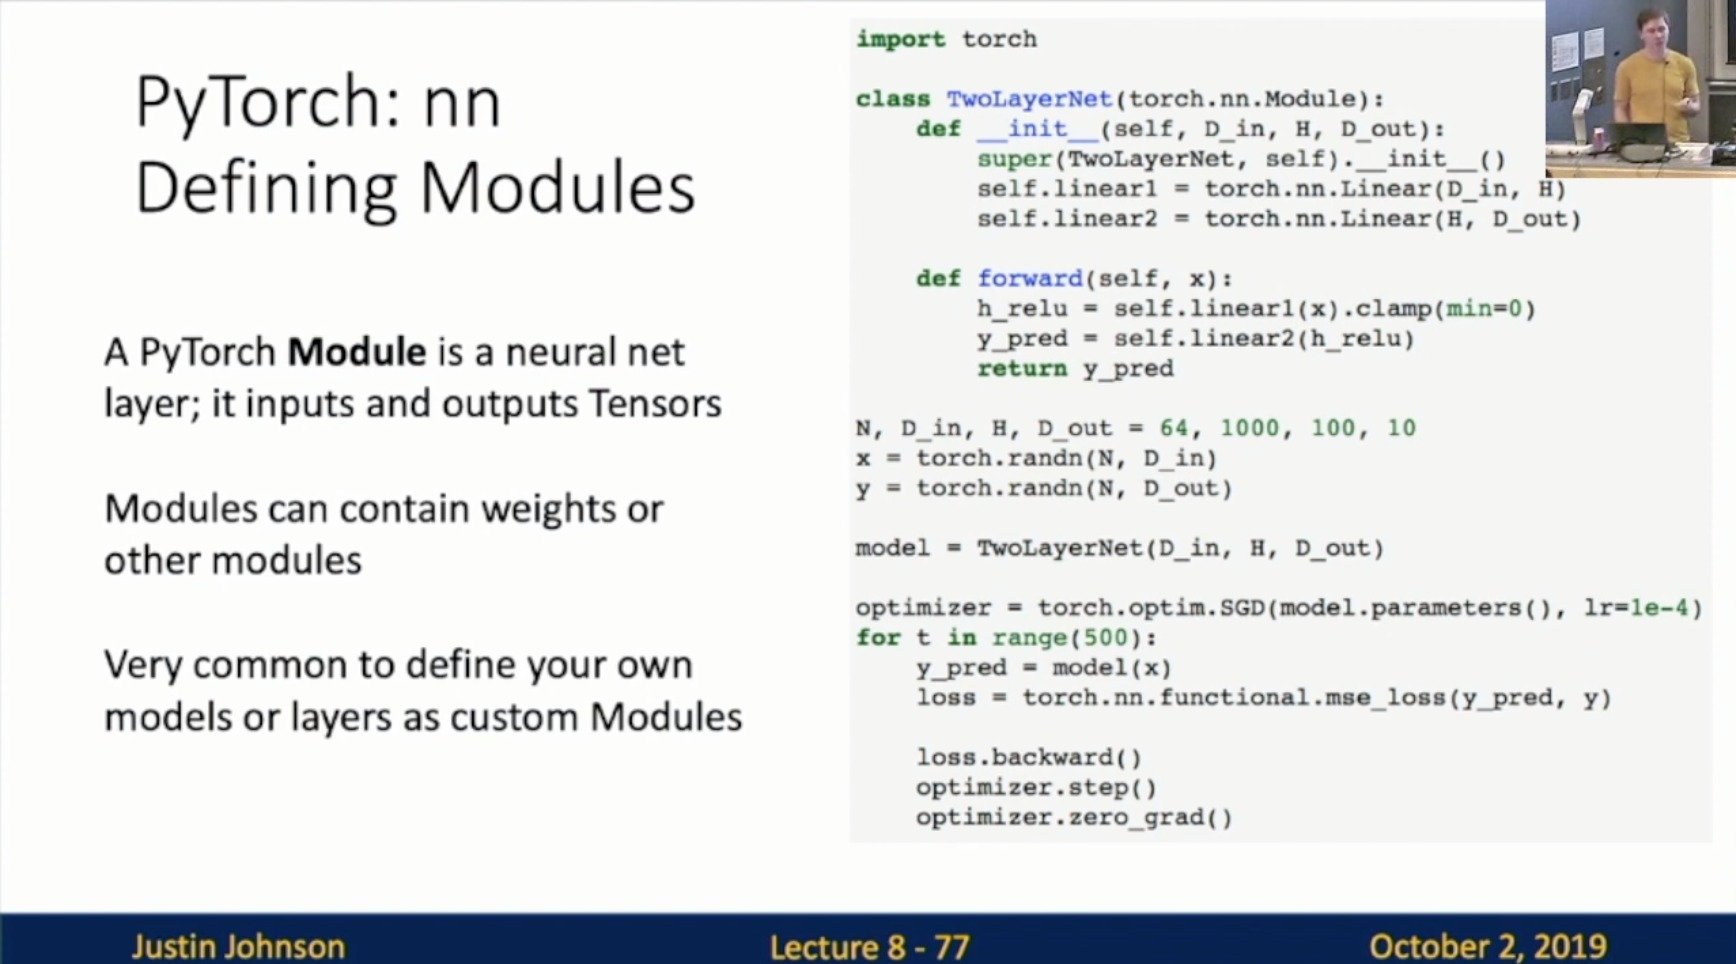 PyTorch: nn
Defining Modules
A PyTorch Module is a neural net
layer; it inputs and outputs Tensors
Modules can contain weights or
other modules
Very common to define your own
models or layers as custom Modules
import torch
class TwoLayerNet(torch.nn.Module):
    def __init__(self, D_in, H, D_out):
        super(TwoLayerNet, self).__init__()
        self.linear1 = torch.nn.Linear(D_in, H)
        self.linear2 = torch.nn.Linear(H, D_out)
    def forward(self, x):
        h_relu = self.linear1(x).clamp(min=0)
        y_pred = self.linear2(h_relu)
        return y_pred
N, D_in, H, D_out = 64, 1000, 100, 10
x = torch.randn(N, D_in)
y = torch.randn(N, D_out)
model = TwoLayerNet(D_in, H, D_out)
optimizer = torch.optim.SGD(model.parameters(), lr=1e-4)
for t in range(500):
    y_pred = model(x)
    loss = torch.nn.functional.mse_loss(y_pred, y)
    loss.backward()
    optimizer.step()
    optimizer.zero_grad()
Justin Johnson
Lecture 8 - 77
October 2, 2019